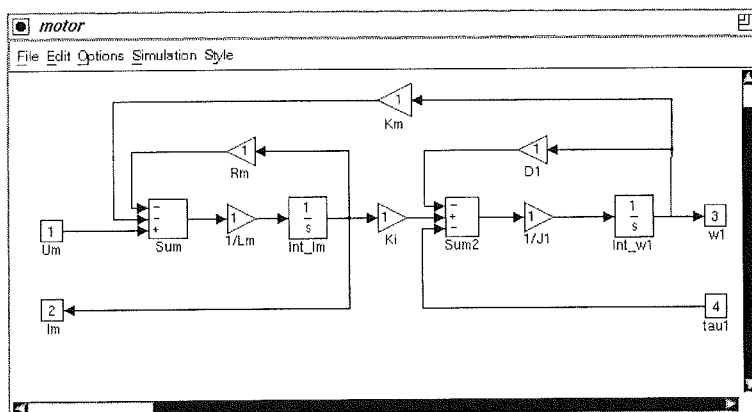 motor
File Edit Options Simulation Style
1
Km
1
Rm
1
D1
−
−
+
Sum
1
Um
1
1/Lm
1
s
Int_Im
1
Ki
−
+
−
Sum2
1
1/J1
1
s
Int_w1
3
w1
2
Im
4
tau1